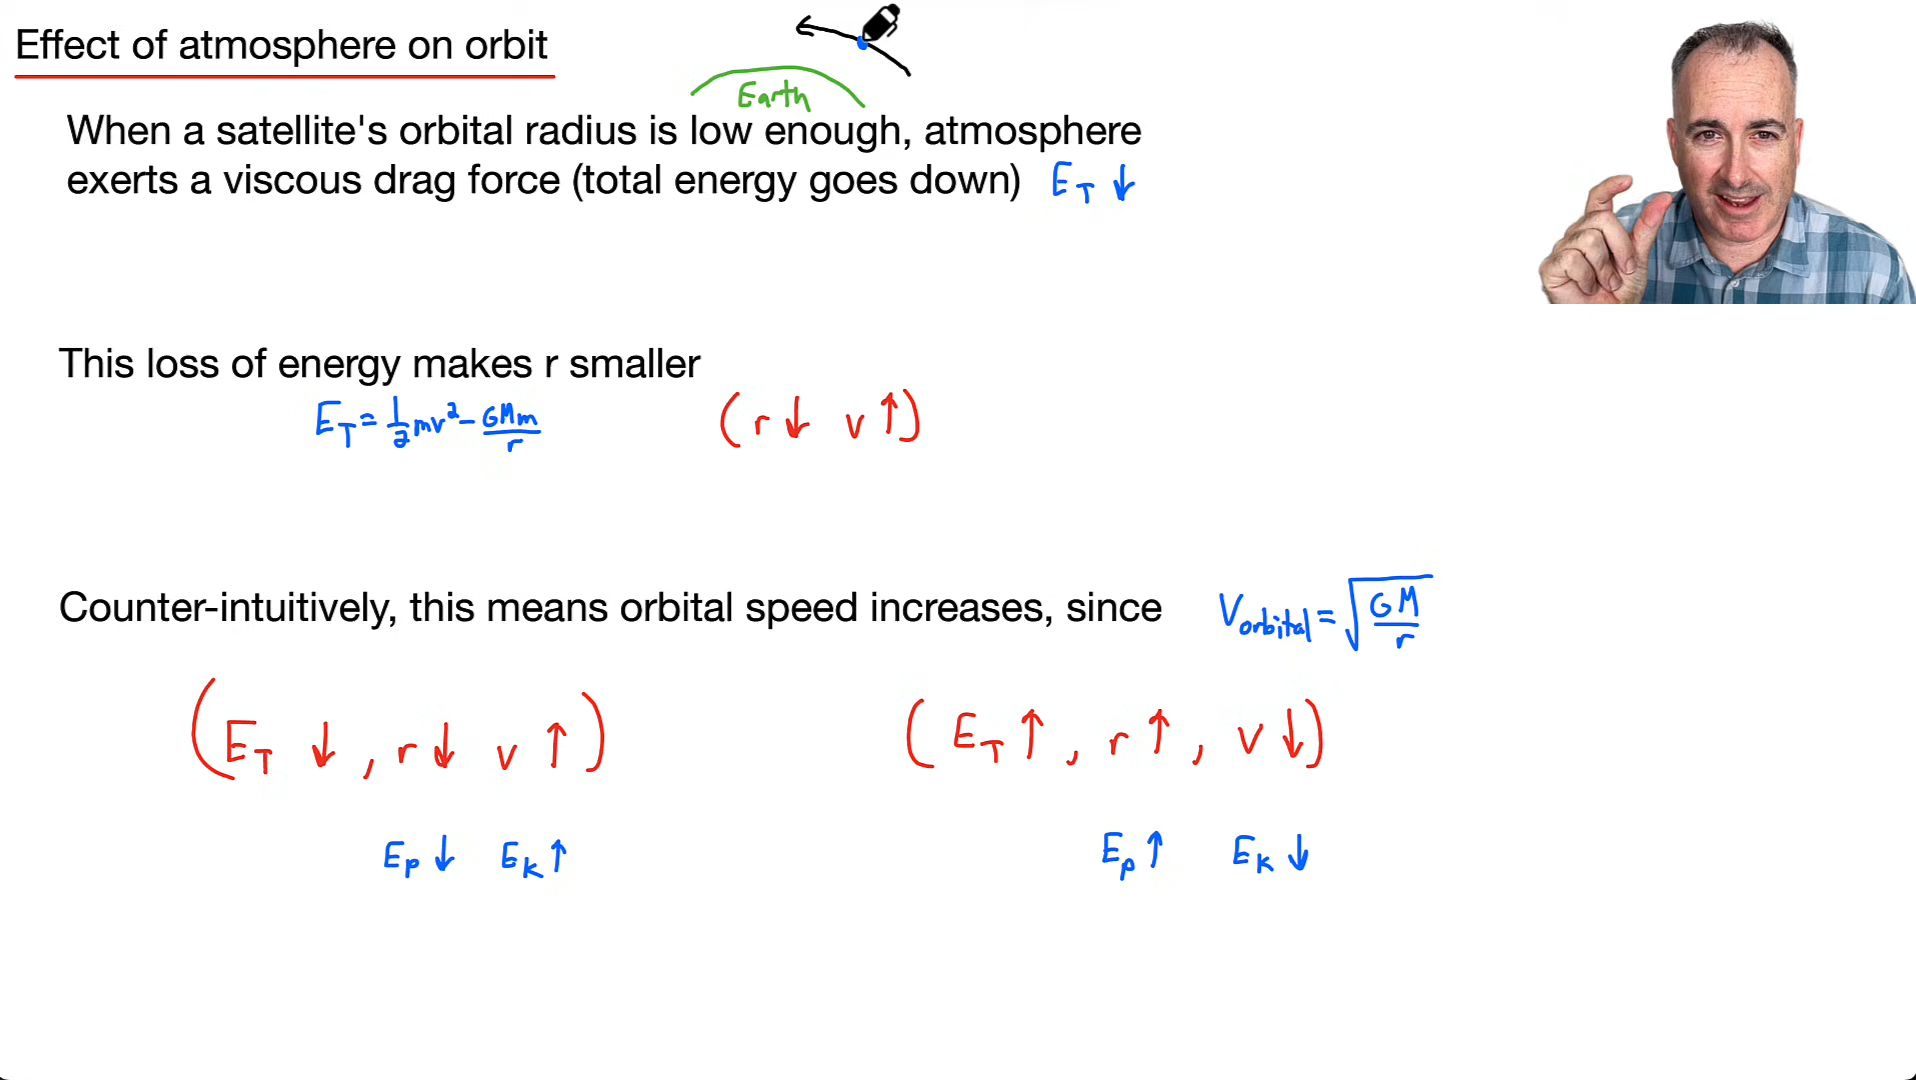 Effect of atmosphere on orbit
Earth
When a satellite's orbital radius is low enough, atmosphere
exerts a viscous drag force (total energy goes down) E_T ↓
This loss of energy makes r smaller
E_T = 1/2 mv² - GMm/r (r↓ v↑)
Counter-intuitively, this means orbital speed increases, since V_orbital = √(GM/r)
(E_T ↓, r↓ v↑) (E_T↑, r↑, v↓)
E_p↓ E_k↑ E_p↑ E_k↓